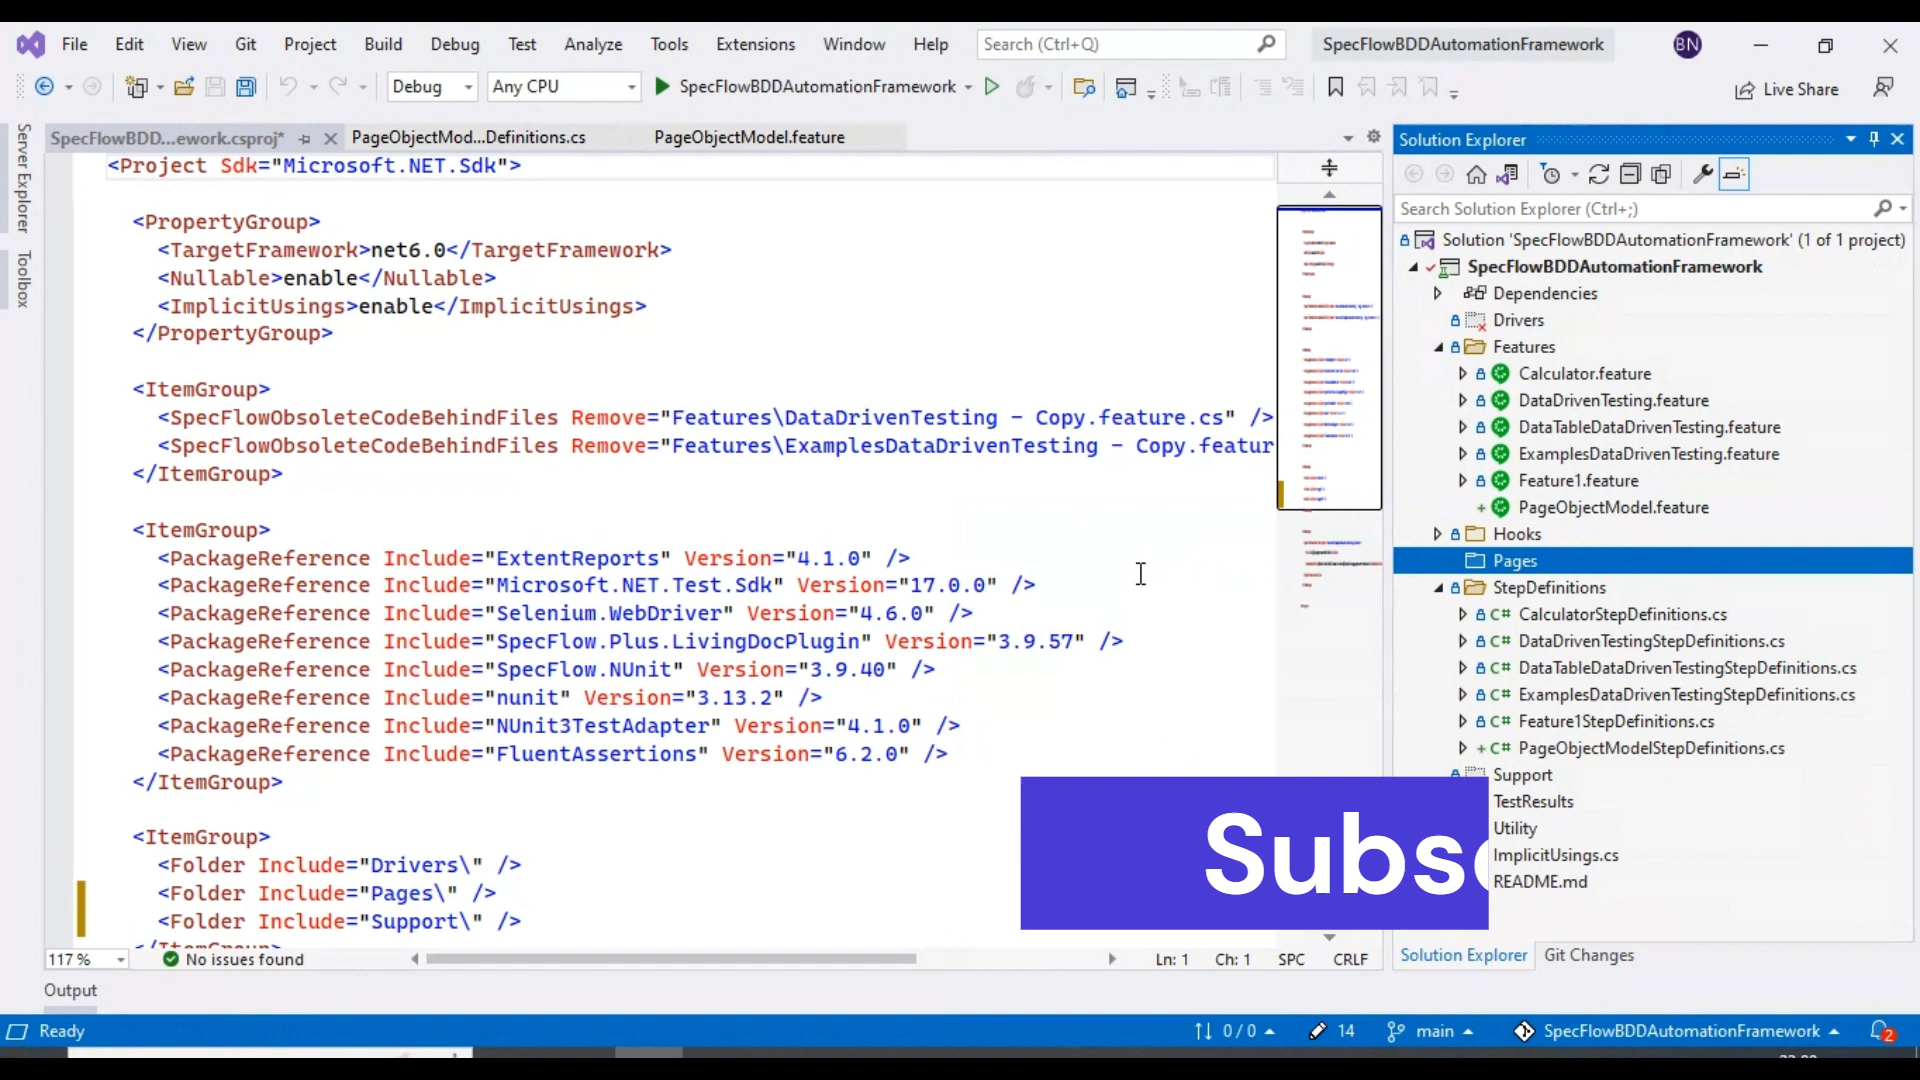 File Edit View Git Project Build Debug Test Analyze Tools Extensions Window Help Search (Ctrl+Q) SpecFlowBDDAutomationFramework BN
Debug Any CPU SpecFlowBDDAutomationFramework Live Share
Server Explorer
Toolbox
SpecFlowBDD...ework.csproj* PageObjectMod...Definitions.cs PageObjectModel.feature
<Project Sdk="Microsoft.NET.Sdk">
<PropertyGroup>
<TargetFramework>net6.0</TargetFramework>
<Nullable>enable</Nullable>
<ImplicitUsings>enable</ImplicitUsings>
</PropertyGroup>
<ItemGroup>
<SpecFlowObsoleteCodeBehindFiles Remove="Features\DataDrivenTesting - Copy.feature.cs" />
<SpecFlowObsoleteCodeBehindFiles Remove="Features\ExamplesDataDrivenTesting - Copy.featur
</ItemGroup>
<ItemGroup>
<PackageReference Include="ExtentReports" Version="4.1.0" />
<PackageReference Include="Microsoft.NET.Test.Sdk" Version="17.0.0" />
<PackageReference Include="Selenium.WebDriver" Version="4.6.0" />
<PackageReference Include="SpecFlow.Plus.LivingDocPlugin" Version="3.9.57" />
<PackageReference Include="SpecFlow.NUnit" Version="3.9.40" />
<PackageReference Include="nunit" Version="3.13.2" />
<PackageReference Include="NUnit3TestAdapter" Version="4.1.0" />
<PackageReference Include="FluentAssertions" Version="6.2.0" />
</ItemGroup>
<ItemGroup>
<Folder Include="Drivers\" />
<Folder Include="Pages\" />
<Folder Include="Support\" />
</ItemGroup>
117 % No issues found Ln: 1 Ch: 1 SPC CRLF
Solution Explorer
Search Solution Explorer (Ctrl+;)
Solution 'SpecFlowBDDAutomationFramework' (1 of 1 project)
SpecFlowBDDAutomationFramework
Dependencies
Drivers
Features
Calculator.feature
DataDrivenTesting.feature
DataTableDataDrivenTesting.feature
ExamplesDataDrivenTesting.feature
Feature1.feature
PageObjectModel.feature
Hooks
Pages
StepDefinitions
C# CalculatorStepDefinitions.cs
C# DataDrivenTestingStepDefinitions.cs
C# DataTableDataDrivenTestingStepDefinitions.cs
C# ExamplesDataDrivenTestingStepDefinitions.cs
C# Feature1StepDefinitions.cs
C# PageObjectModelStepDefinitions.cs
Support
TestResults
Utility
ImplicitUsings.cs
README.md
Subsc
Solution Explorer Git Changes
Output
Ready 0 / 0 14 main SpecFlowBDDAutomationFramework 2